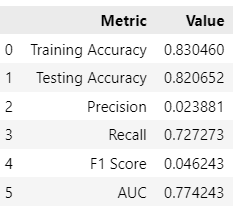 Metric Value
0 Training Accuracy 0.830460
1 Testing Accuracy 0.820652
2 Precision 0.023881
3 Recall 0.727273
4 F1 Score 0.046243
5 AUC 0.774243